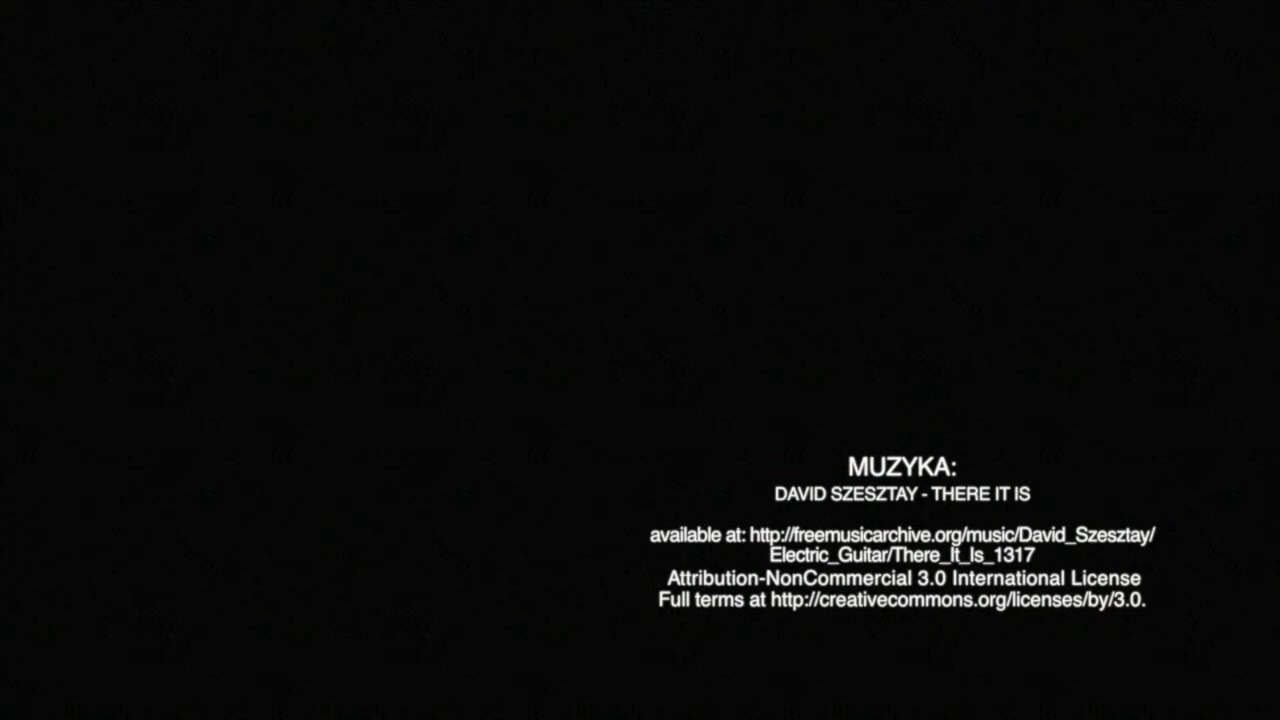 MUZYKA:
DAVID SZESZTAY - THERE IT IS
available at: http://freemusicarchive.org/music/David_Szesztay/
Electric_Guitar/There_It_Is_1317
Attribution-NonCommercial 3.0 International License
Full terms at http://creativecommons.org/licenses/by/3.0.